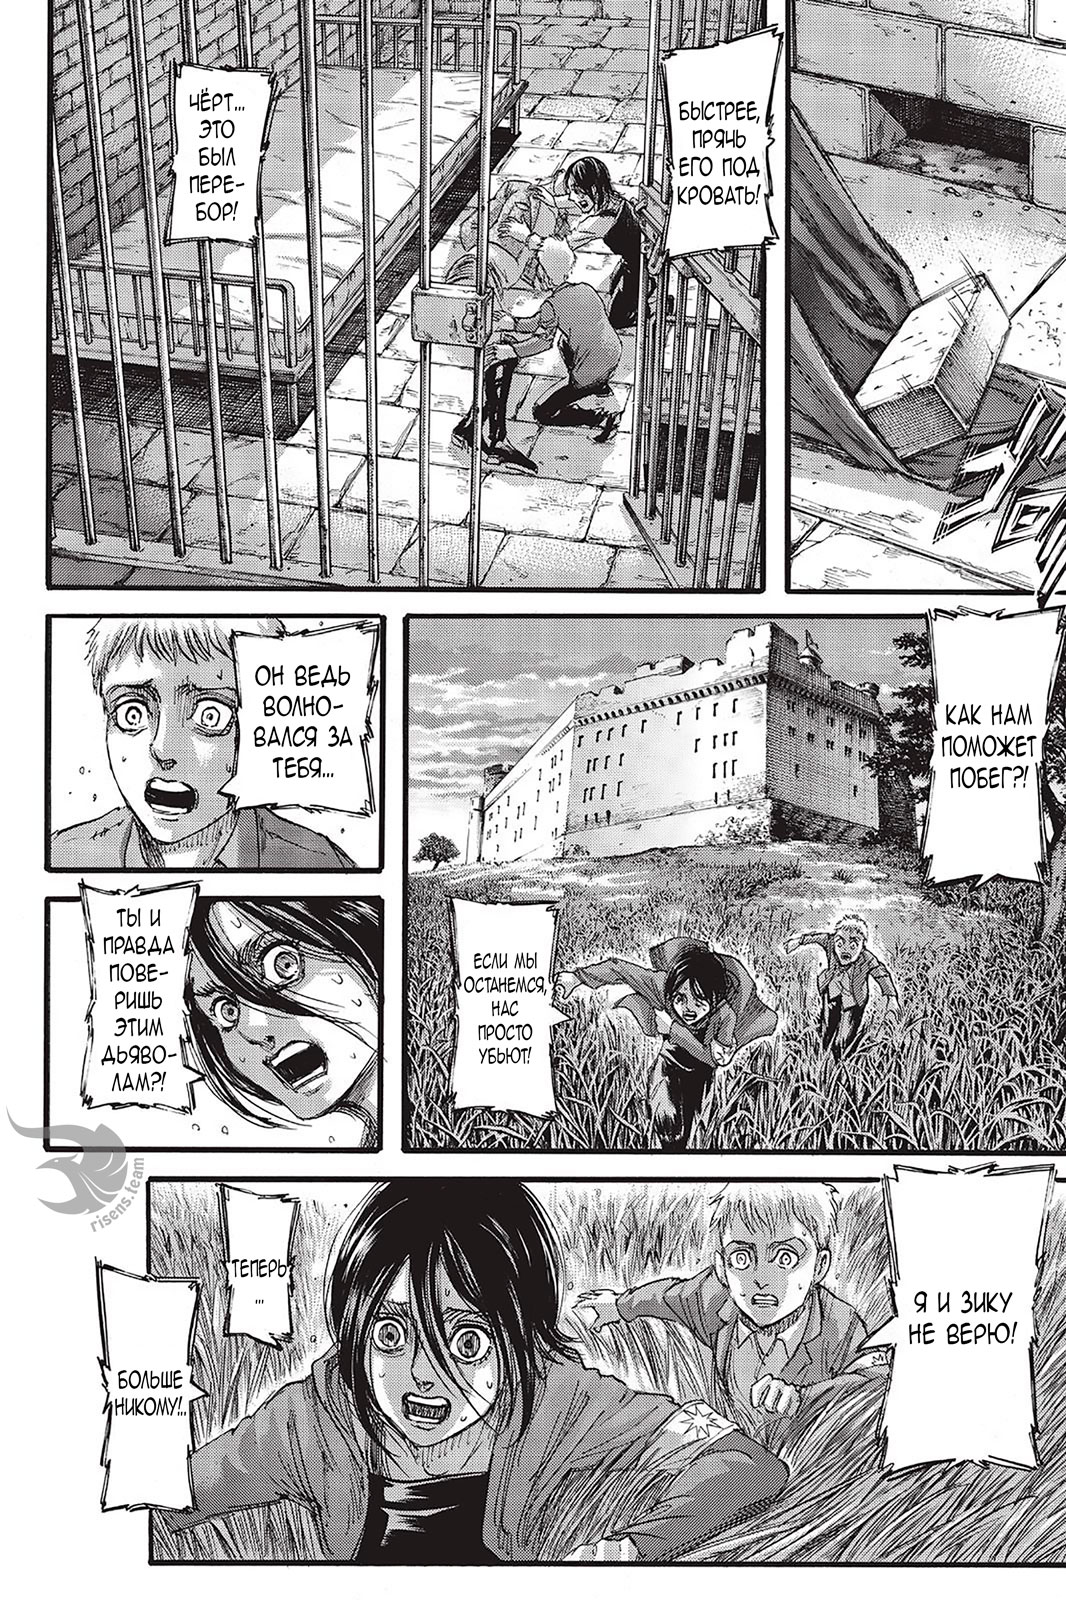 БЫСТРЕЕ,
ПРЯЧЬ
ЕГО ПОД
КРОВАТЬ!
ЧЁРТ...
ЭТО
БЫЛ
ПЕРЕ-
БОР!
КАК НАМ
ПОМОЖЕТ
ПОБЕГ?!
ЕСЛИ МЫ
ОСТАНЕМСЯ,
НАС
ПРОСТО
УБЬЮТ!
ОН ВЕДЬ
ВОЛНО-
ВАЛСЯ ЗА
ТЕБЯ...
ТЫ И
ПРАВДА
ПОВЕ-
РИШЬ
ЭТИМ
ДЬЯВО-
ЛАМ?!
Я И ЗИКУ
НЕ ВЕРЮ!
ТЕПЕРЬ
...
БОЛЬШЕ
НИКОМУ!..
risens.team